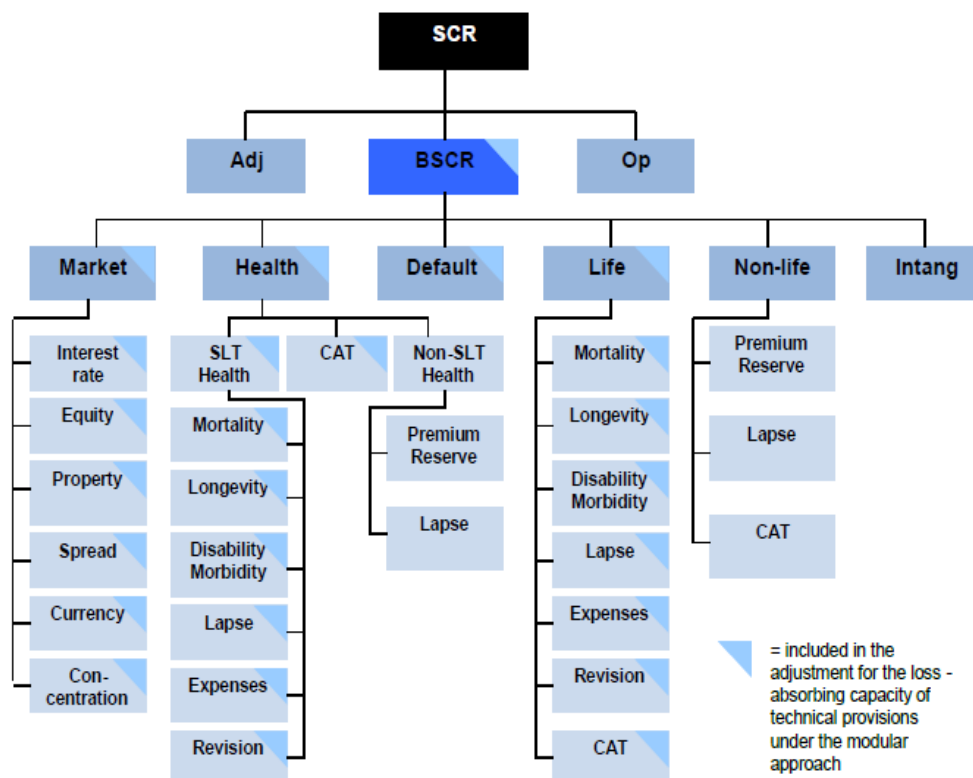 SCR
Adj
BSCR
Op
Market
Health
Default
Life
Non-life
Intang
Interest
rate
Equity
Property
Spread
Currency
Con-
centration
SLT
Health
CAT
Non-SLT
Health
Mortality
Longevity
Disability
Morbidity
Lapse
Expenses
Revision
Premium
Reserve
Lapse
Mortality
Longevity
Disability
Morbidity
Lapse
Expenses
Revision
CAT
Premium
Reserve
Lapse
CAT
= included in the
adjustment for the loss -
absorbing capacity of
technical provisions
under the modular
approach